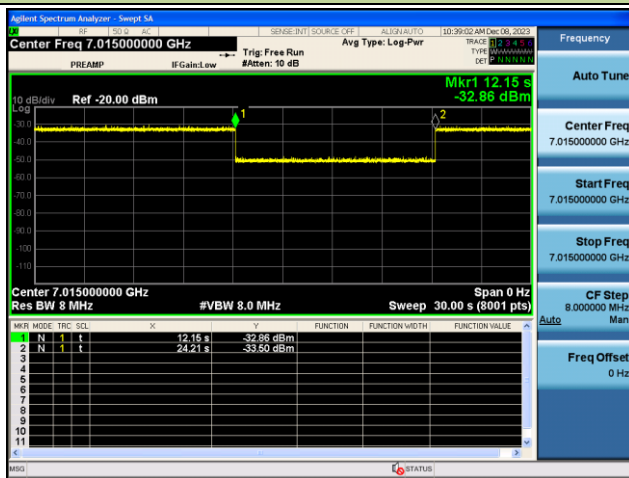 Agilent Spectrum Analyzer - Swept SA
RF 50 Ω AC SENSE:INT SOURCE OFF ALIGN AUTO 10:39:02 AM Dec 08, 2023
Center Freq 7.015000000 GHz
PREAMP IFGain:Low
Trig: Free Run
#Atten: 10 dB
Avg Type: Log-Pwr
TRACE 1 2 3 4 5 6
TYPE
DET P N N N N N
Mkr1 12.15 s
-32.86 dBm
10 dB/div Ref -20.00 dBm
Log
1
2
-30.0
-40.0
-50.0
-60.0
-70.0
-80.0
-90.0
-100
-110
Center 7.015000000 GHz Span 0 Hz
Res BW 8 MHz #VBW 8.0 MHz Sweep 30.00 s (8001 pts)
MKR MODE TRC SCL X Y FUNCTION FUNCTION WIDTH FUNCTION VALUE
1 N 1 t 12.15 s -32.86 dBm
2 N 1 t 24.21 s -33.50 dBm
3
4
5
6
7
8
9
10
11
MSG STATUS
Frequency
Auto Tune
Center Freq
7.015000000 GHz
Start Freq
7.015000000 GHz
Stop Freq
7.015000000 GHz
CF Step
8.000000 MHz
Auto Man
Freq Offset
0 Hz